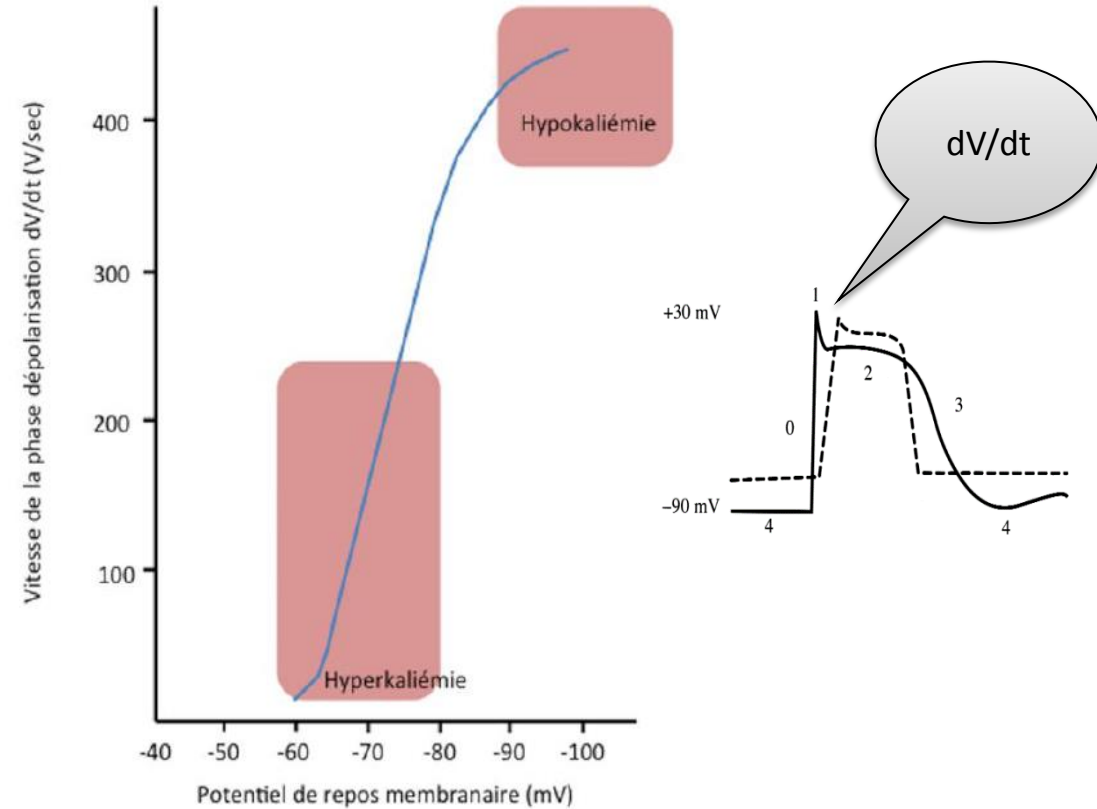 Vitesse de la phase dépolarisation dV/dt (V/sec)
400
300
200
100
Hypokaliémie
Hyperkaliémie
-40 -50 -60 -70 -80 -90 -100
Potentiel de repos membranaire (mV)
dV/dt
+30 mV
1
2
0
3
–90 mV
4
4